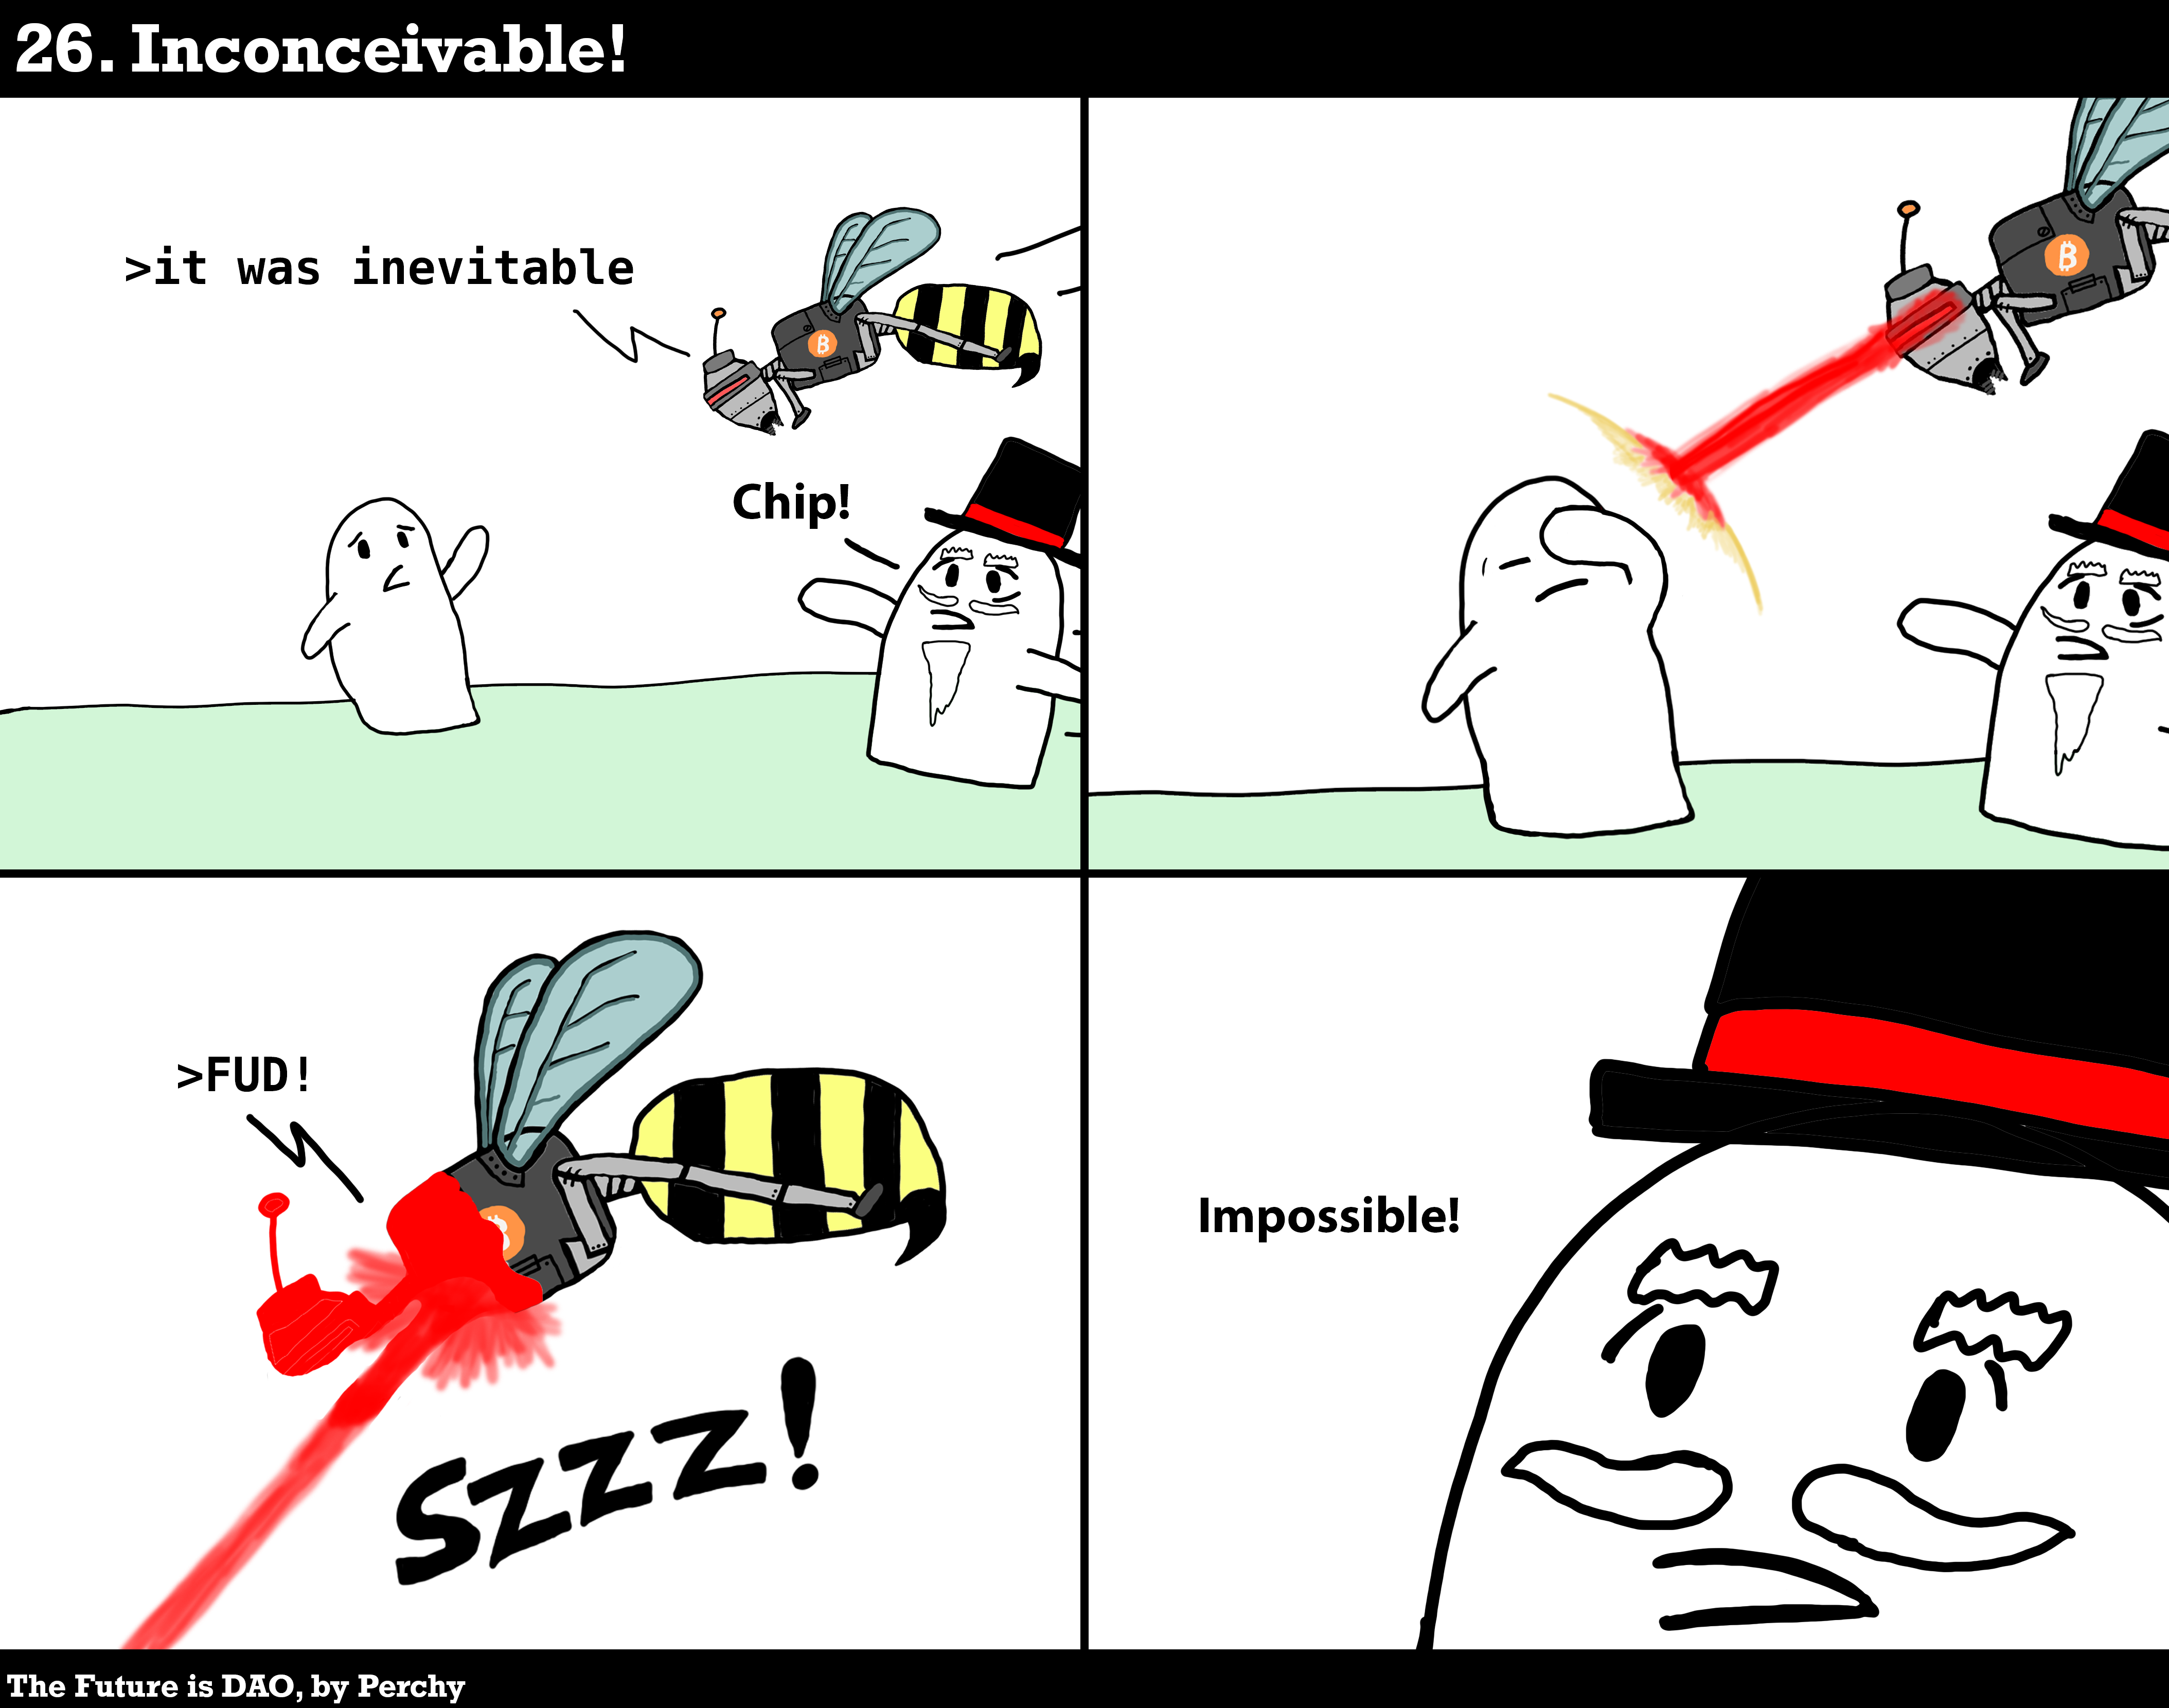 26. Inconceivable!
>it was inevitable
Chip!
>FUD!
SZZZ!
Impossible!
The Future is DAO, by Perchy